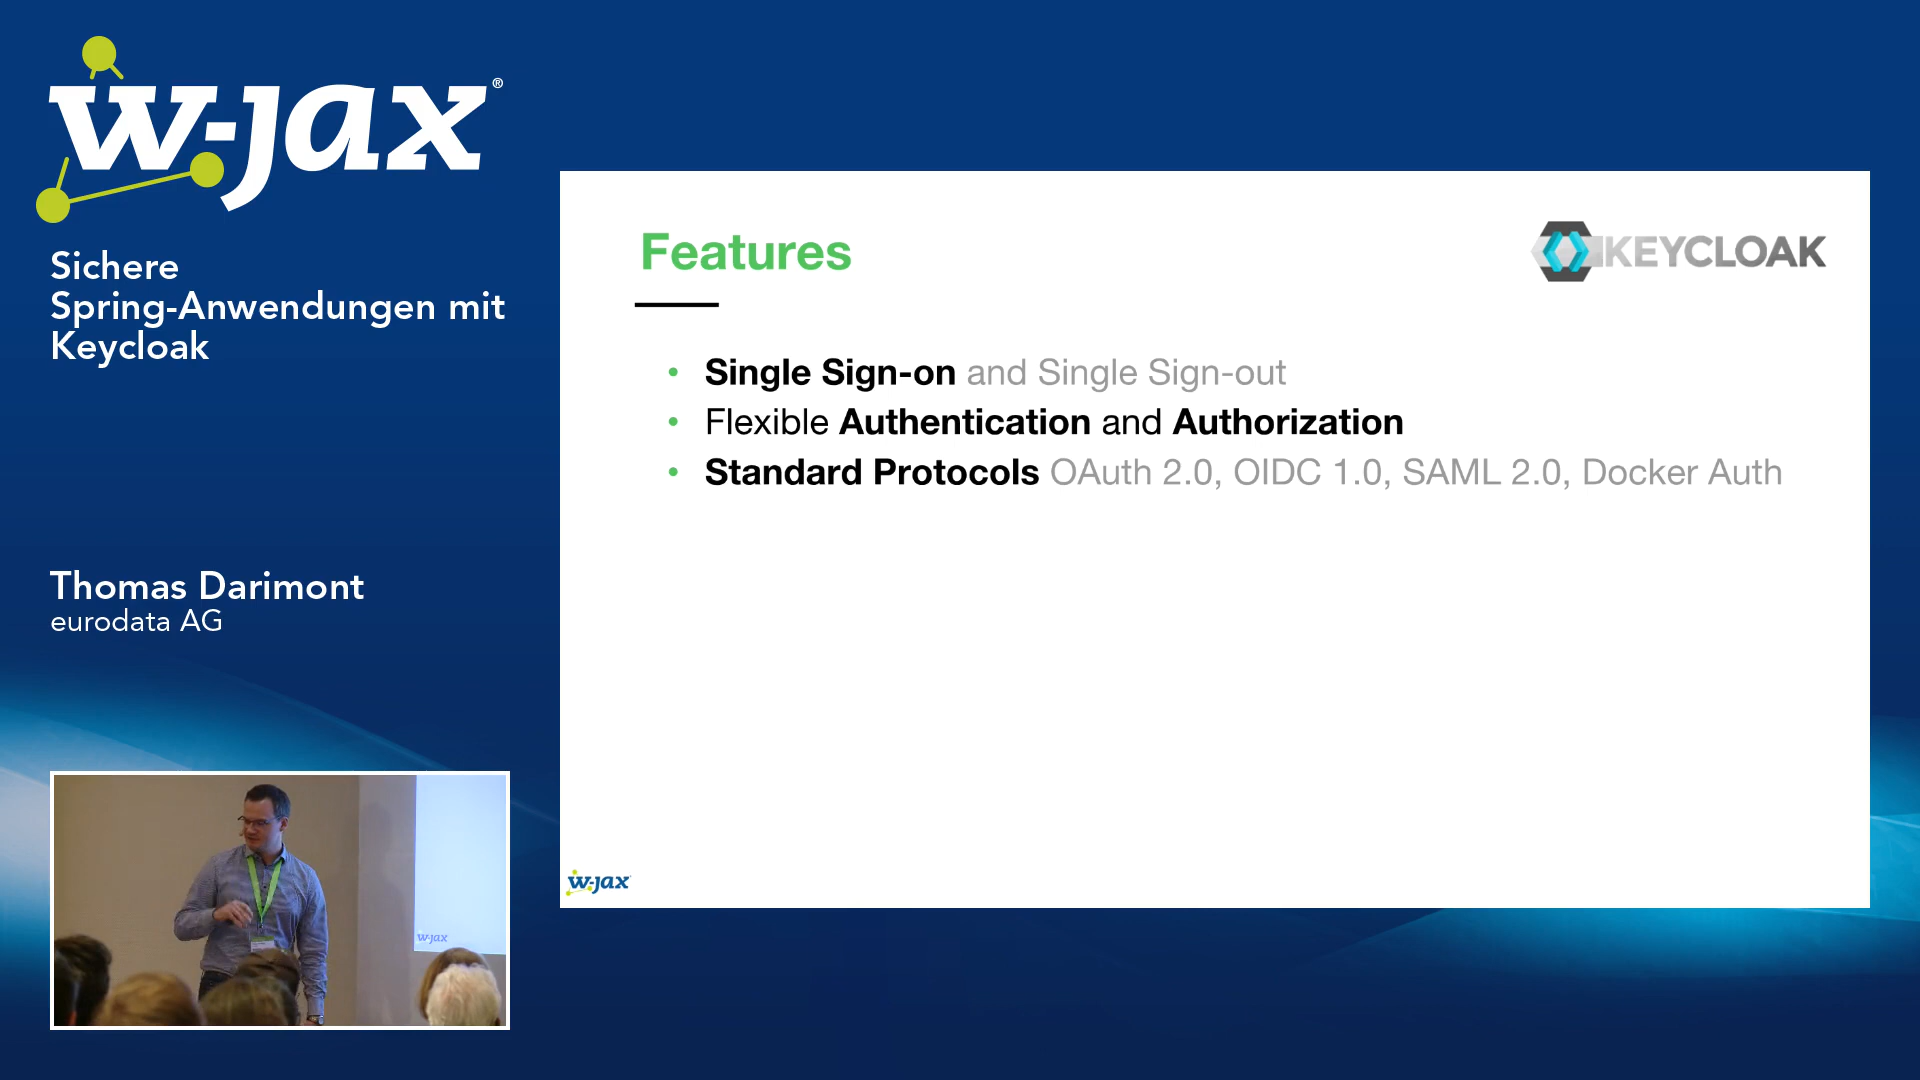 w-jax®
Sichere
Spring-Anwendungen mit
Keycloak
Thomas Darimont
eurodata AG
Features
KEYCLOAK
• Single Sign-on and Single Sign-out
• Flexible Authentication and Authorization
• Standard Protocols OAuth 2.0, OIDC 1.0, SAML 2.0, Docker Auth
w-jax
w-jax